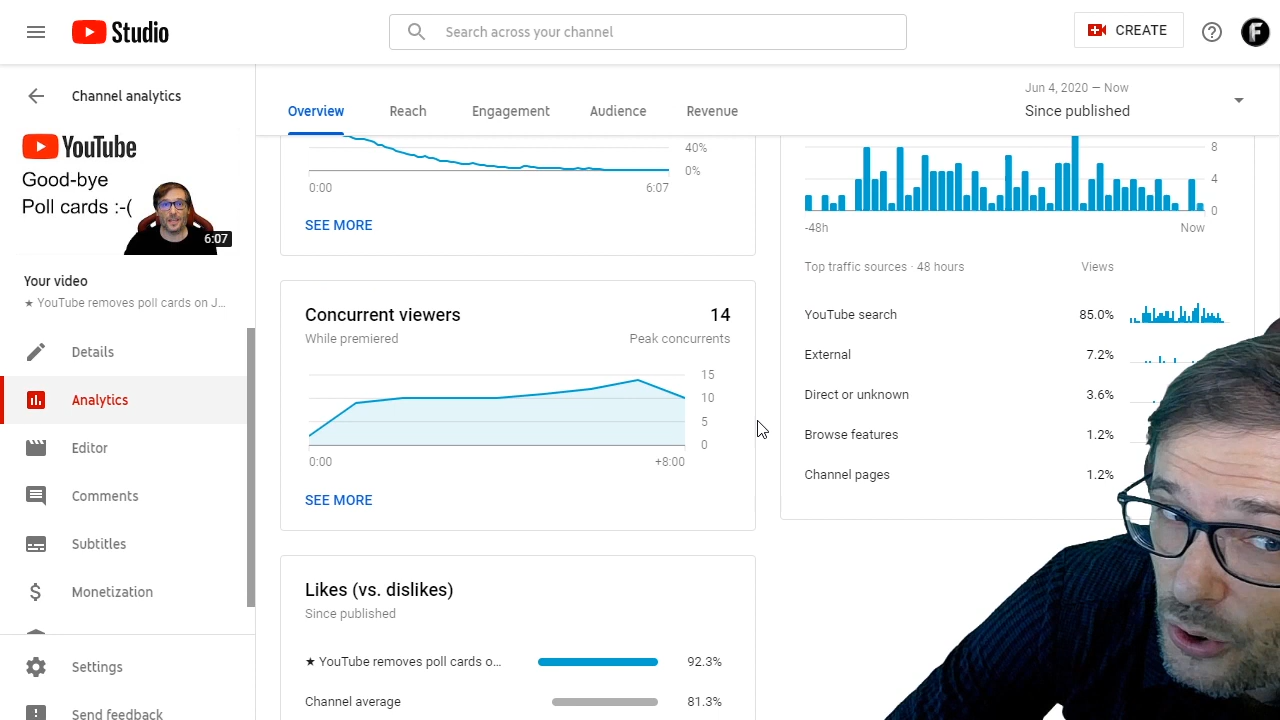 Studio
Search across your channel
CREATE
F
Channel analytics
YouTube
Good-bye
Poll cards :-(
6:07
Your video
★ YouTube removes poll cards on J...
Details
Analytics
Editor
Comments
Subtitles
Monetization
Settings
Send feedback
Overview
Reach
Engagement
Audience
Revenue
Jun 4, 2020 – Now
Since published
40%
0%
0:00
6:07
SEE MORE
Concurrent viewers
14
While premiered
Peak concurrents
15
10
5
0
0:00
+8:00
SEE MORE
Likes (vs. dislikes)
Since published
★ YouTube removes poll cards o...
92.3%
Channel average
81.3%
8
4
0
-48h
Now
Top traffic sources · 48 hours
Views
YouTube search
85.0%
External
7.2%
Direct or unknown
3.6%
Browse features
1.2%
Channel pages
1.2%